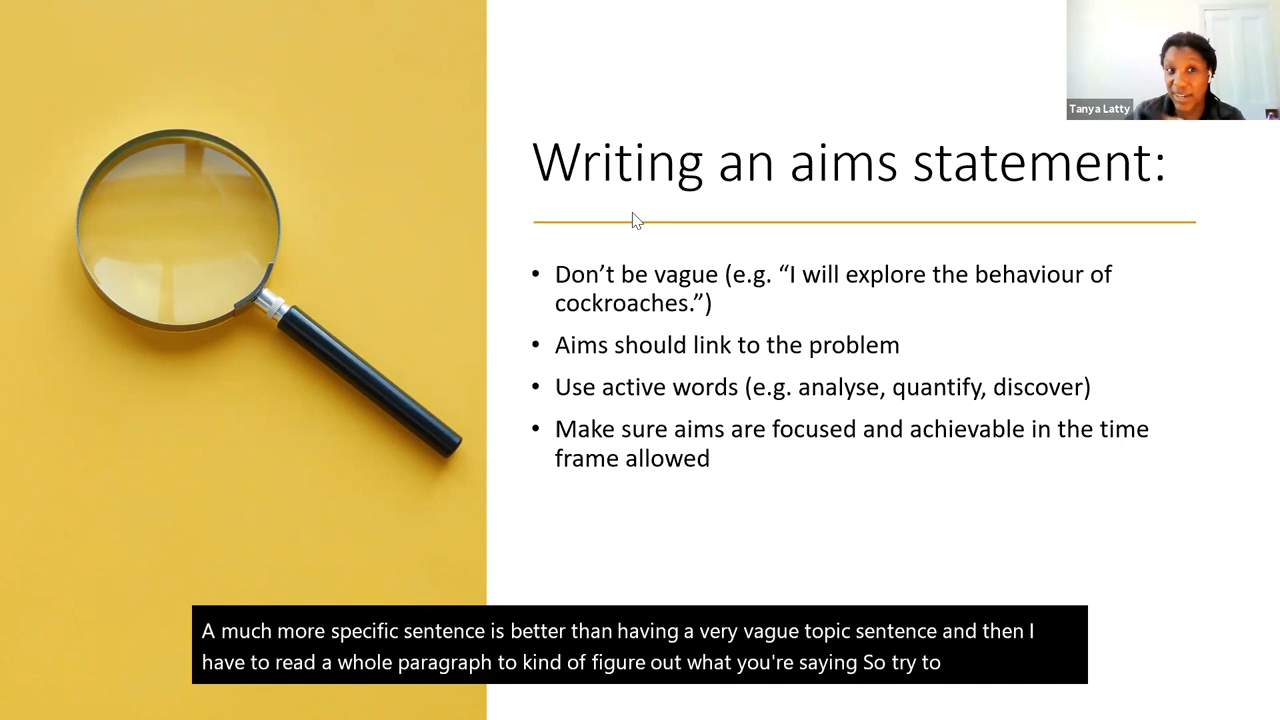 Tanya Latty
Writing an aims statement:
• Don’t be vague (e.g. “I will explore the behaviour of
cockroaches.”)
• Aims should link to the problem
• Use active words (e.g. analyse, quantify, discover)
• Make sure aims are focused and achievable in the time
frame allowed
A much more specific sentence is better than having a very vague topic sentence and then I
have to read a whole paragraph to kind of figure out what you're saying So try to